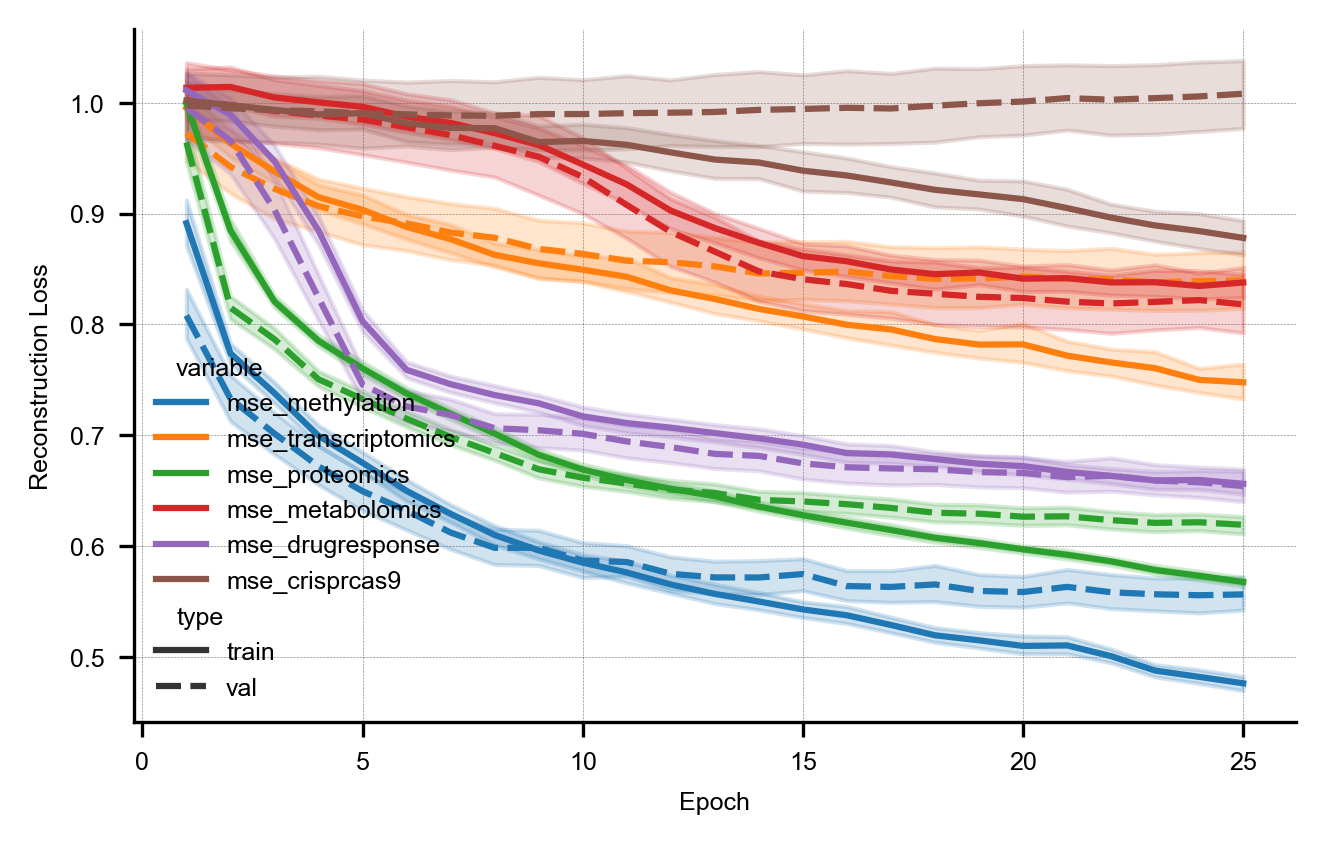 1.0
0.9
0.8
0.7
0.6
0.5
Reconstruction Loss
variable
mse_methylation
mse_transcriptomics
mse_proteomics
mse_metabolomics
mse_drugresponse
mse_crisprcas9
type
train
val
0 5 10 15 20 25
Epoch